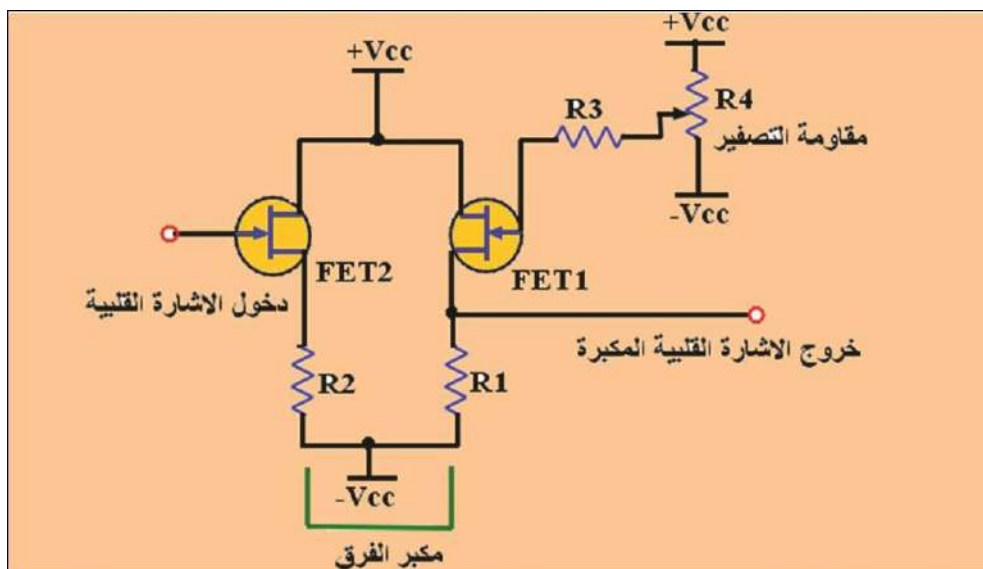 +Vcc
+Vcc
R3
R4
مقاومة التصفير
-Vcc
FET2
FET1
دخول الاشارة القلبية
خروج الاشارة القلبية المكبرة
R2
R1
-Vcc
مكبر الفرق